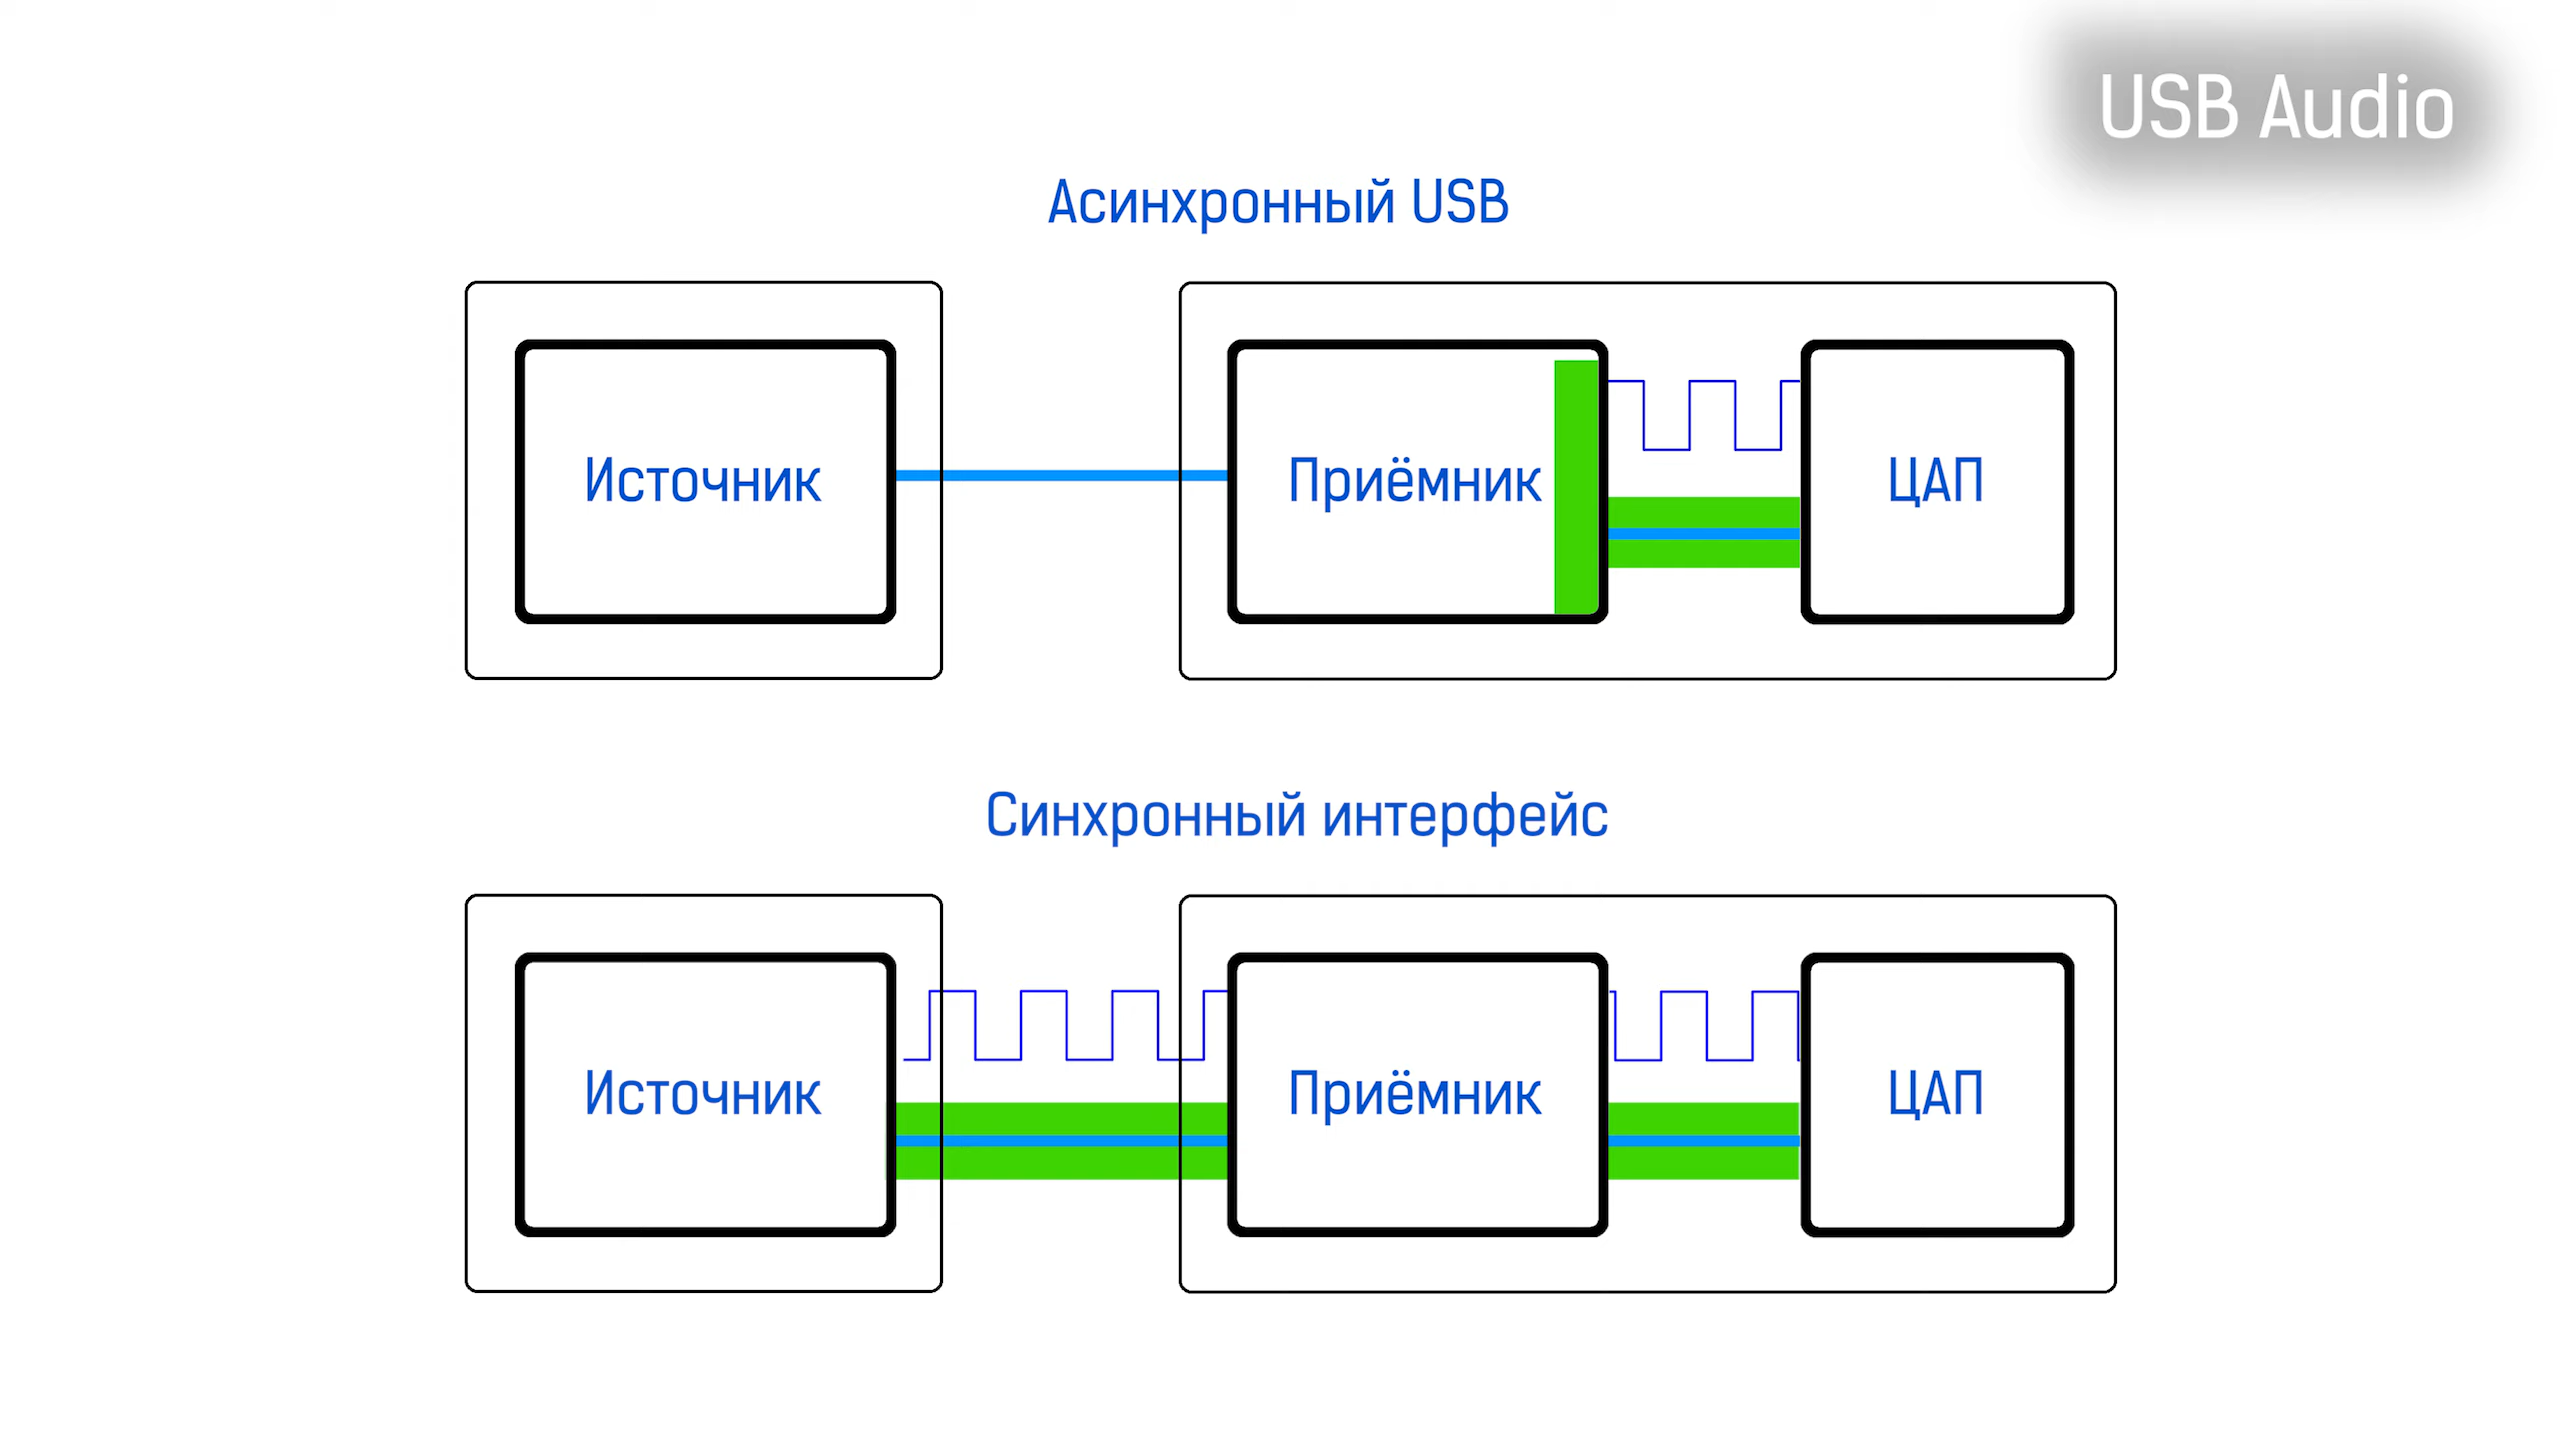 USB Audio
Асинхронный USB
Источник
Приёмник
ЦАП
Синхронный интерфейс
Источник
Приёмник
ЦАП